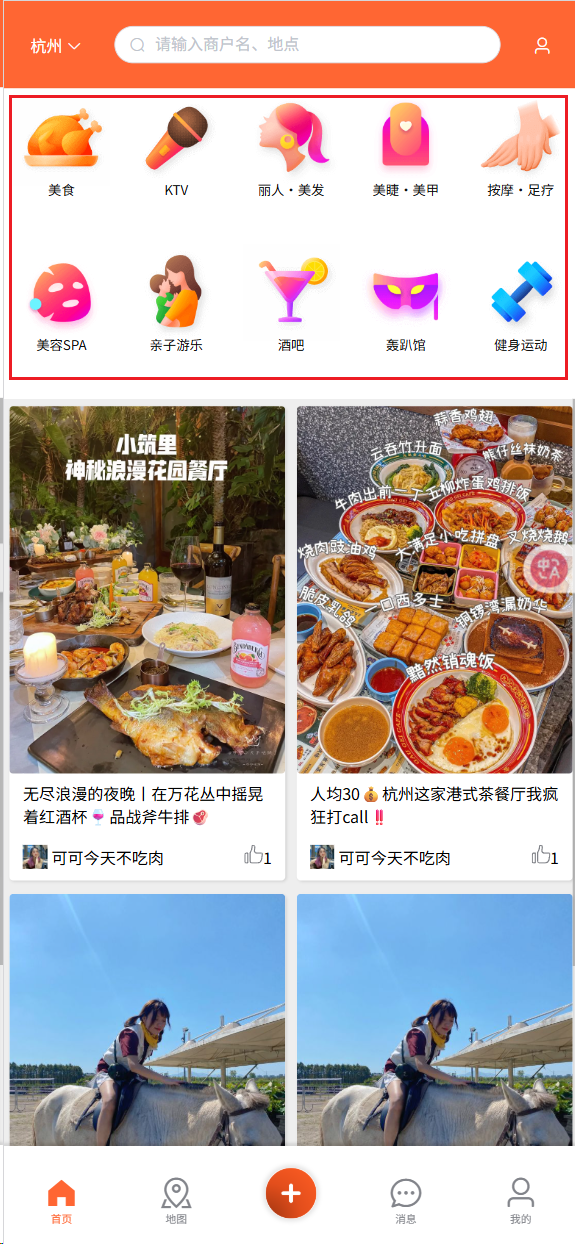 杭州
请输入商户名、地点
美食
KTV
丽人·美发
美睫·美甲
按摩·足疗
美容SPA
亲子游乐
酒吧
轰趴馆
健身运动
小筑里
神秘浪漫花园餐厅
蒜香鸡翅
云吞竹升面
熊仔丝袜奶茶
牛肉出前一丁
五柳炸蛋鸡排饭
烧肉豉油鸡
大满足小吃拼盘
叉烧烧鹅
脆皮乳鸽
一口西多士
铜锣湾漏奶华
黯然销魂饭
中
A
无尽浪漫的夜晚丨在万花丛中摇晃
着红酒杯🍷品战斧牛排🥩
可可今天不吃肉
1
人均30💰杭州这家港式茶餐厅我疯
狂打call‼️
可可今天不吃肉
1
首页
地图
消息
我的